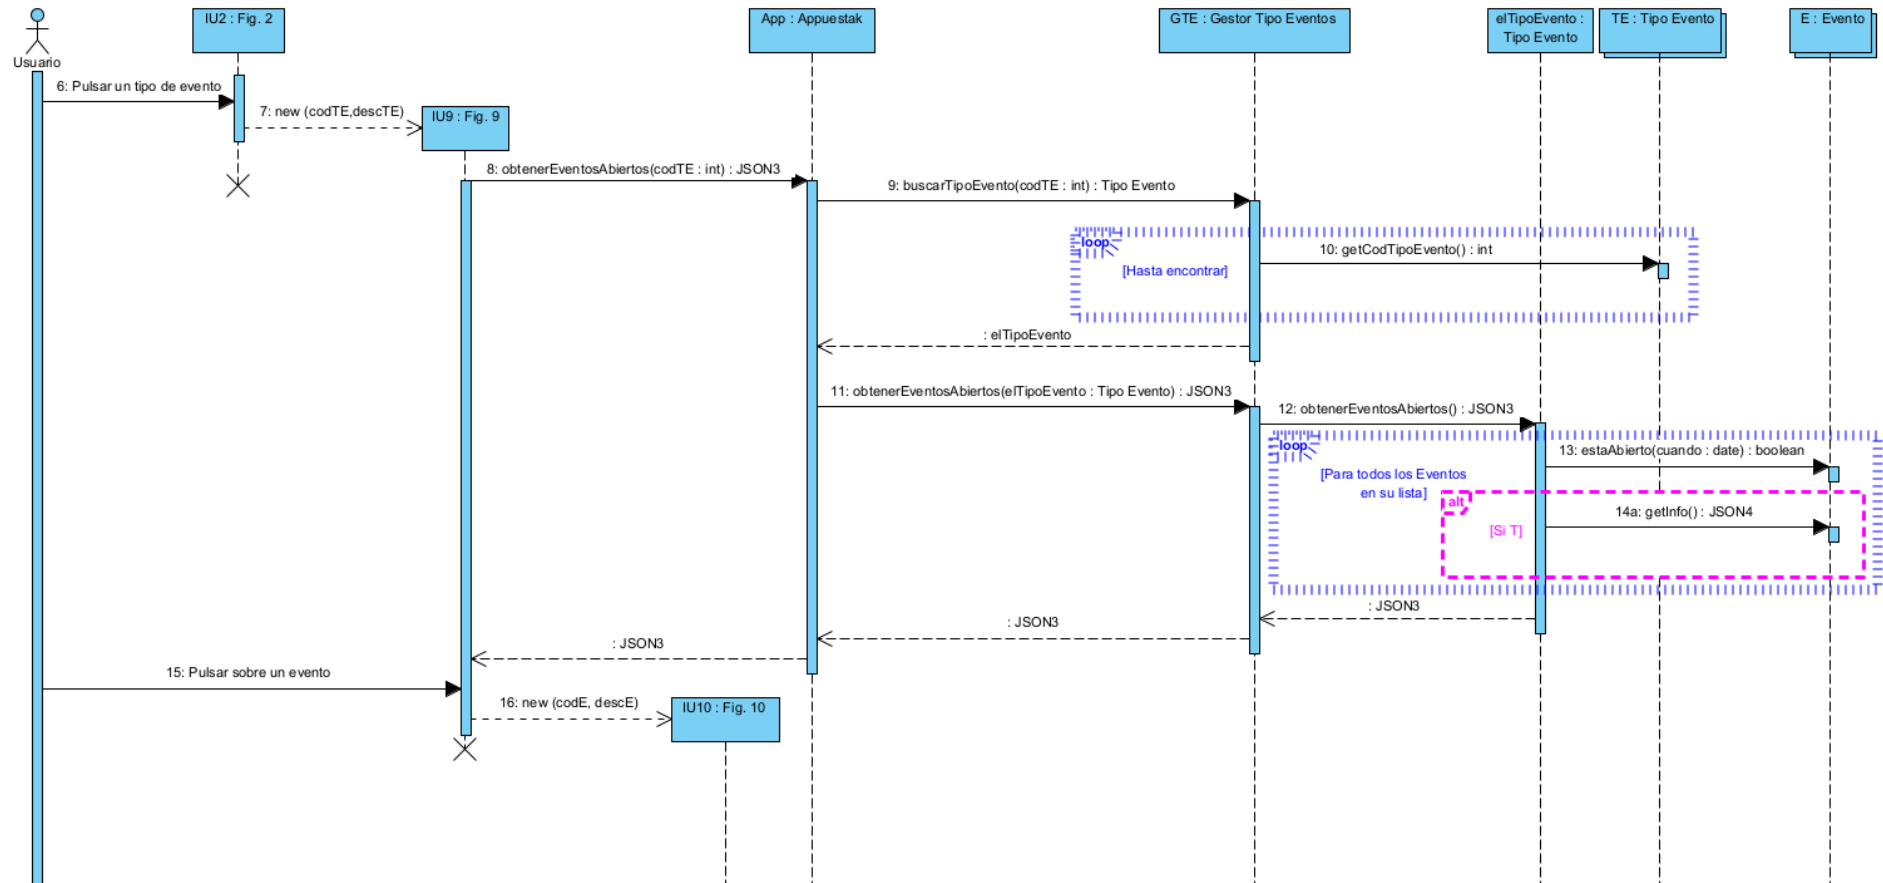 Usuario
IU2 : Fig. 2
App : Appuestak
GTE : Gestor Tipo Eventos
elTipoEvento :
Tipo Evento
TE : Tipo Evento
E : Evento
6: Pulsar un tipo de evento
7: new (codTE,descTE)
IU9 : Fig. 9
8: obtenerEventosAbiertos(codTE : int) : JSON3
9: buscarTipoEvento(codTE : int) : Tipo Evento
loop
[Hasta encontrar]
10: getCodTipoEvento() : int
: elTipoEvento
11: obtenerEventosAbiertos(elTipoEvento : Tipo Evento) : JSON3
12: obtenerEventosAbiertos() : JSON3
loop
[Para todos los Eventos
en su lista]
13: estaAbierto(cuando : date) : boolean
alt
[Si T]
14a: getInfo() : JSON4
: JSON3
: JSON3
: JSON3
15: Pulsar sobre un evento
16: new (codE, descE)
IU10 : Fig. 10